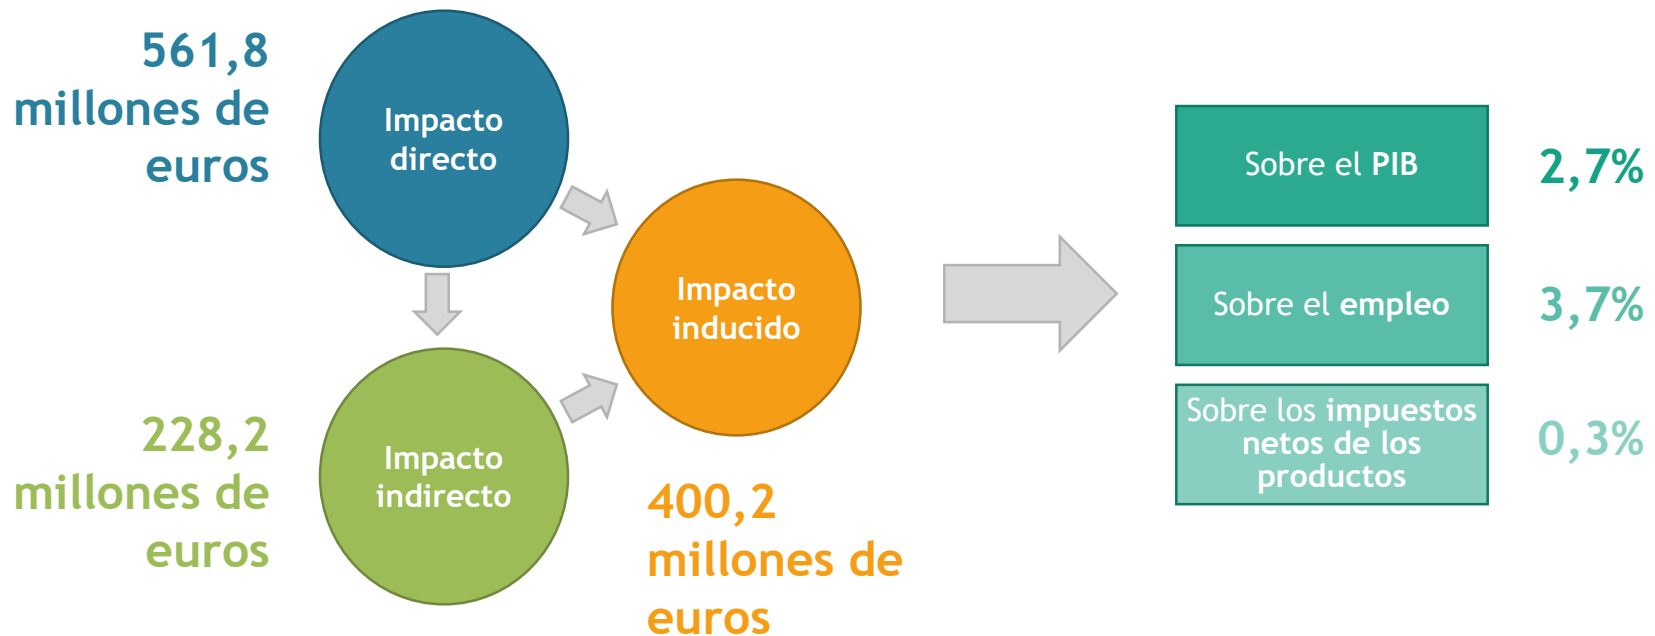 561,8
millones de
euros
Impacto
directo
228,2
millones de
euros
Impacto
indirecto
Impacto
inducido
400,2
millones de
euros
Sobre el PIB
2,7%
Sobre el empleo
3,7%
Sobre los impuestos
netos de los
productos
0,3%